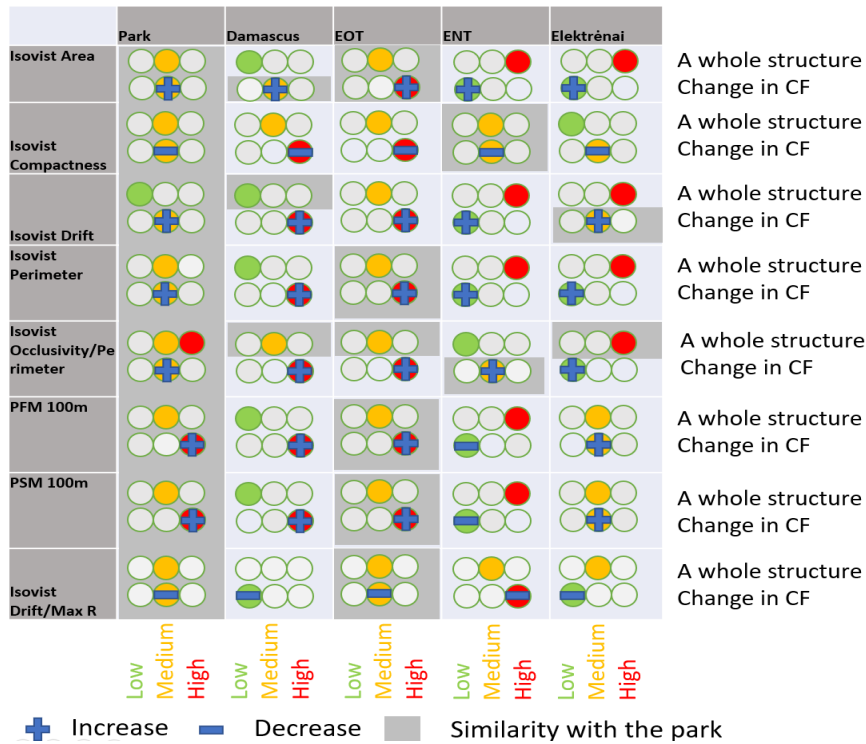 Park Damascus EOT ENT Elektrėnai
Isovist Area
A whole structure
Change in CF
Isovist
Compactness
A whole structure
Change in CF
Isovist Drift
A whole structure
Change in CF
Isovist
Perimeter
A whole structure
Change in CF
Isovist
Occlusivity/Pe
rimeter
A whole structure
Change in CF
PFM 100m
A whole structure
Change in CF
PSM 100m
A whole structure
Change in CF
Isovist
Drift/Max R
A whole structure
Change in CF
Low Medium High Low Medium High Low Medium High Low Medium High Low Medium High
Increase Decrease Similarity with the park